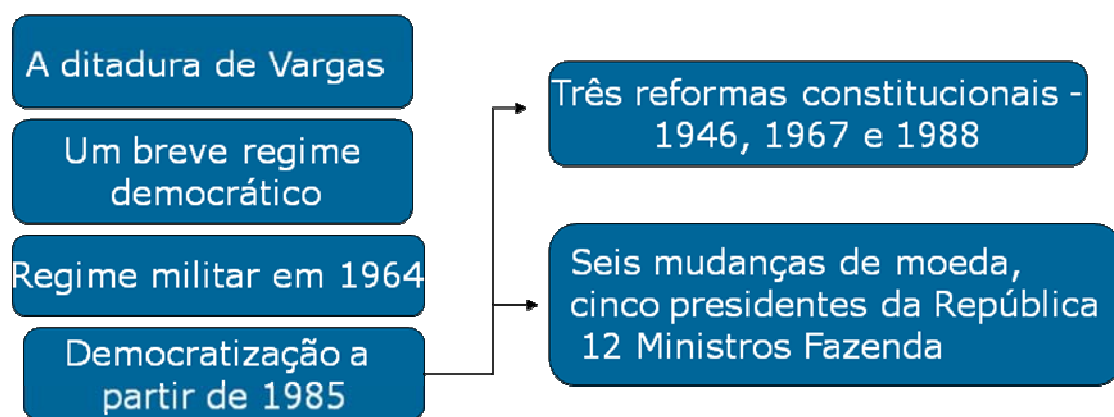 A ditadura de Vargas
Um breve regime
democrático
Regime militar em 1964
Democratização a
partir de 1985
Três reformas constitucionais -
1946, 1967 e 1988
Seis mudanças de moeda,
cinco presidentes da República
12 Ministros Fazenda